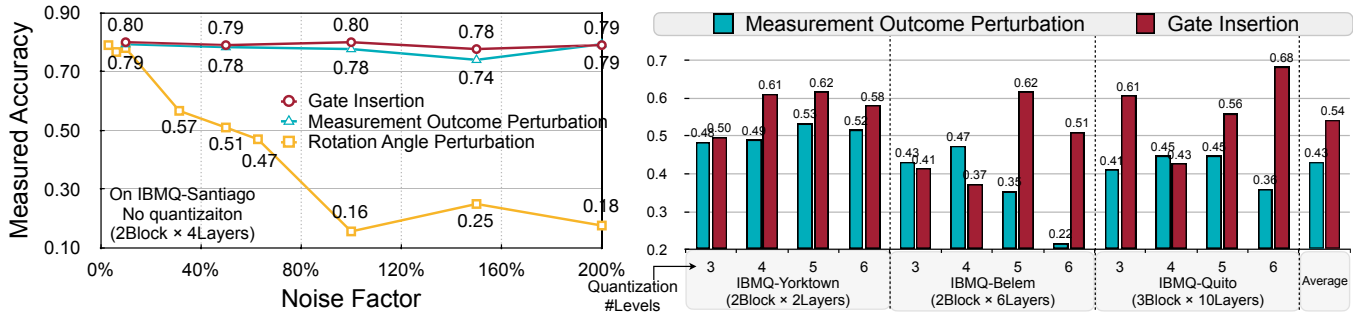 Measured Accuracy
0.90
0.70
0.50
0.30
0.10
0.80
0.79
0.80
0.78
0.79
0.79
0.78
0.78
0.74
0.79
Gate Insertion
Measurement Outcome Perturbation
Rotation Angle Perturbation
0.57
0.51
0.47
0.16
0.25
0.18
On IBMQ-Santiago
No quantizaiton
(2Block × 4Layers)
0%
40%
80%
120%
160%
200%
Noise Factor
Measurement Outcome Perturbation
Gate Insertion
0.7
0.6
0.5
0.4
0.3
0.2
0.48
0.50
0.49
0.61
0.53
0.62
0.52
0.58
0.43
0.41
0.47
0.37
0.35
0.62
0.22
0.51
0.41
0.61
0.45
0.43
0.45
0.56
0.36
0.68
0.43
0.54
Quantization
#Levels
3 4 5 6
IBMQ-Yorktown
(2Block × 2Layers)
3 4 5 6
IBMQ-Belem
(2Block × 6Layers)
3 4 5 6
IBMQ-Quito
(3Block × 10Layers)
Average